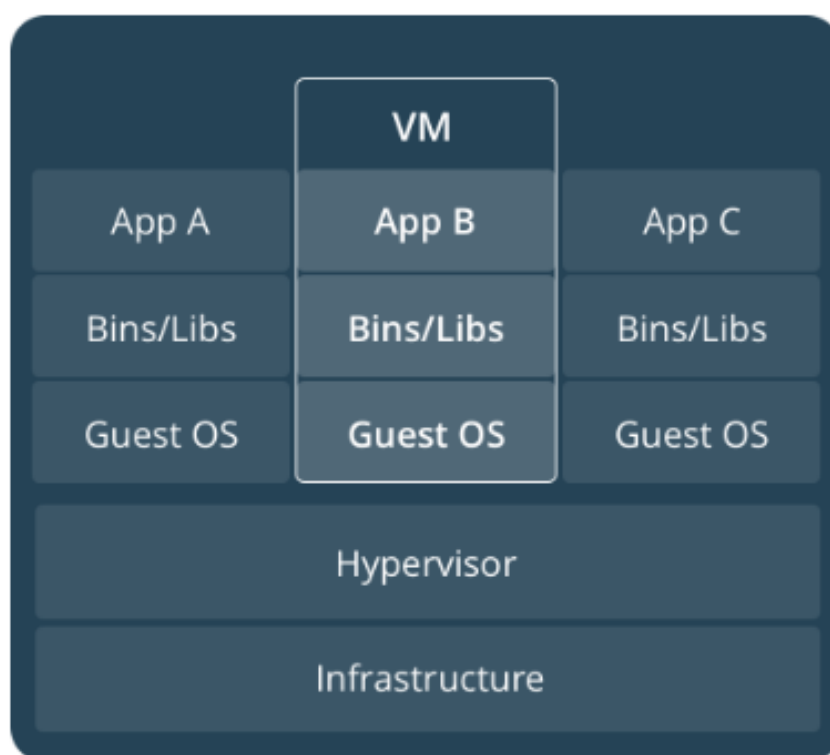 VM
App A App B App C
Bins/Libs Bins/Libs Bins/Libs
Guest OS Guest OS Guest OS
Hypervisor
Infrastructure